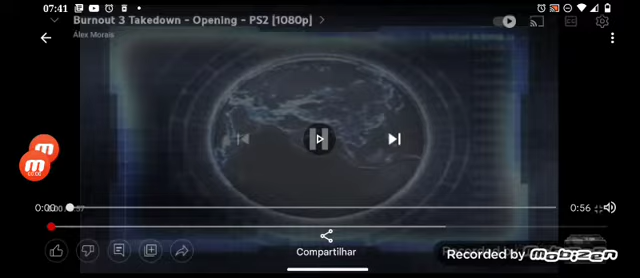 07:41
Burnout 3 Takedown - Opening - PS2 [1080p]
Alex Morais
0:00
0:56
Compartilhar
Recorded by
Mobizen